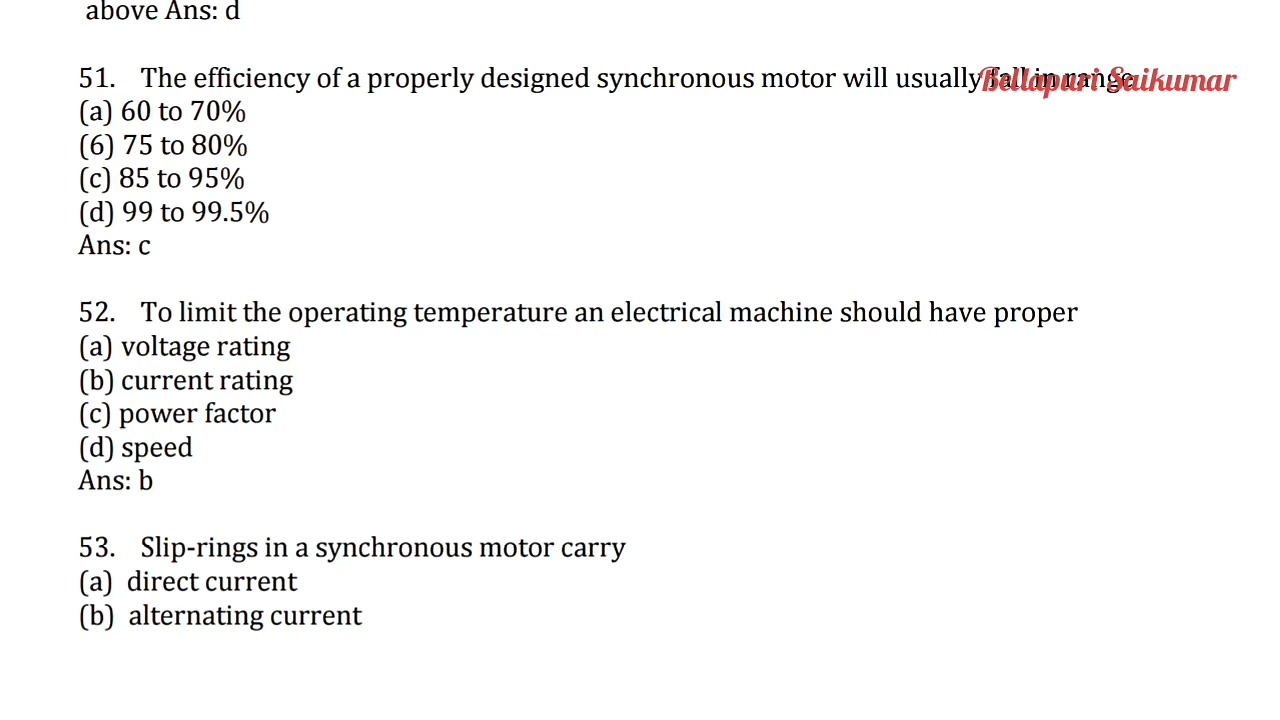 above Ans: d
51. The efficiency of a properly designed synchronous motor will usually fall in range
Bellapuri Saikumar
(a) 60 to 70%
(6) 75 to 80%
(c) 85 to 95%
(d) 99 to 99.5%
Ans: c
52. To limit the operating temperature an electrical machine should have proper
(a) voltage rating
(b) current rating
(c) power factor
(d) speed
Ans: b
53. Slip-rings in a synchronous motor carry
(a) direct current
(b) alternating current